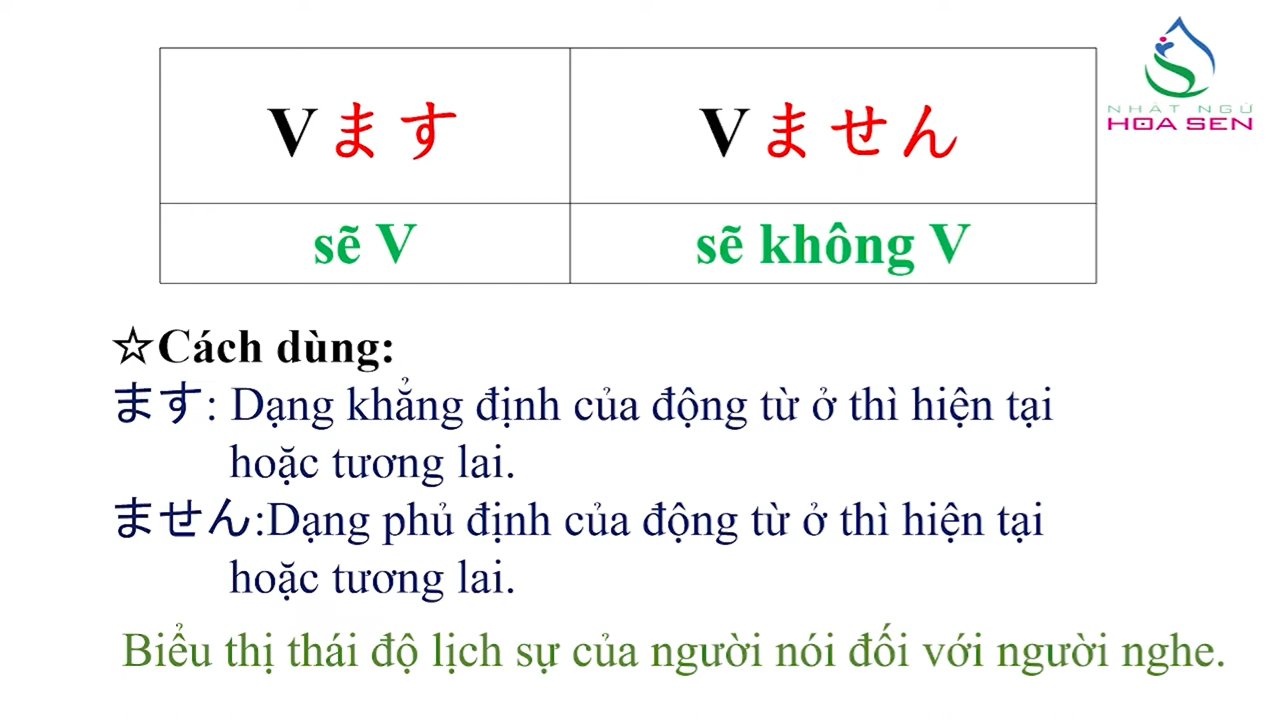 NHẬT NGỮ
HOA SEN
Vます Vません
sẽ V sẽ không V
☆Cách dùng:
ます: Dạng khẳng định của động từ ở thì hiện tại
hoặc tương lai.
ません:Dạng phủ định của động từ ở thì hiện tại
hoặc tương lai.
Biểu thị thái độ lịch sự của người nói đối với người nghe.